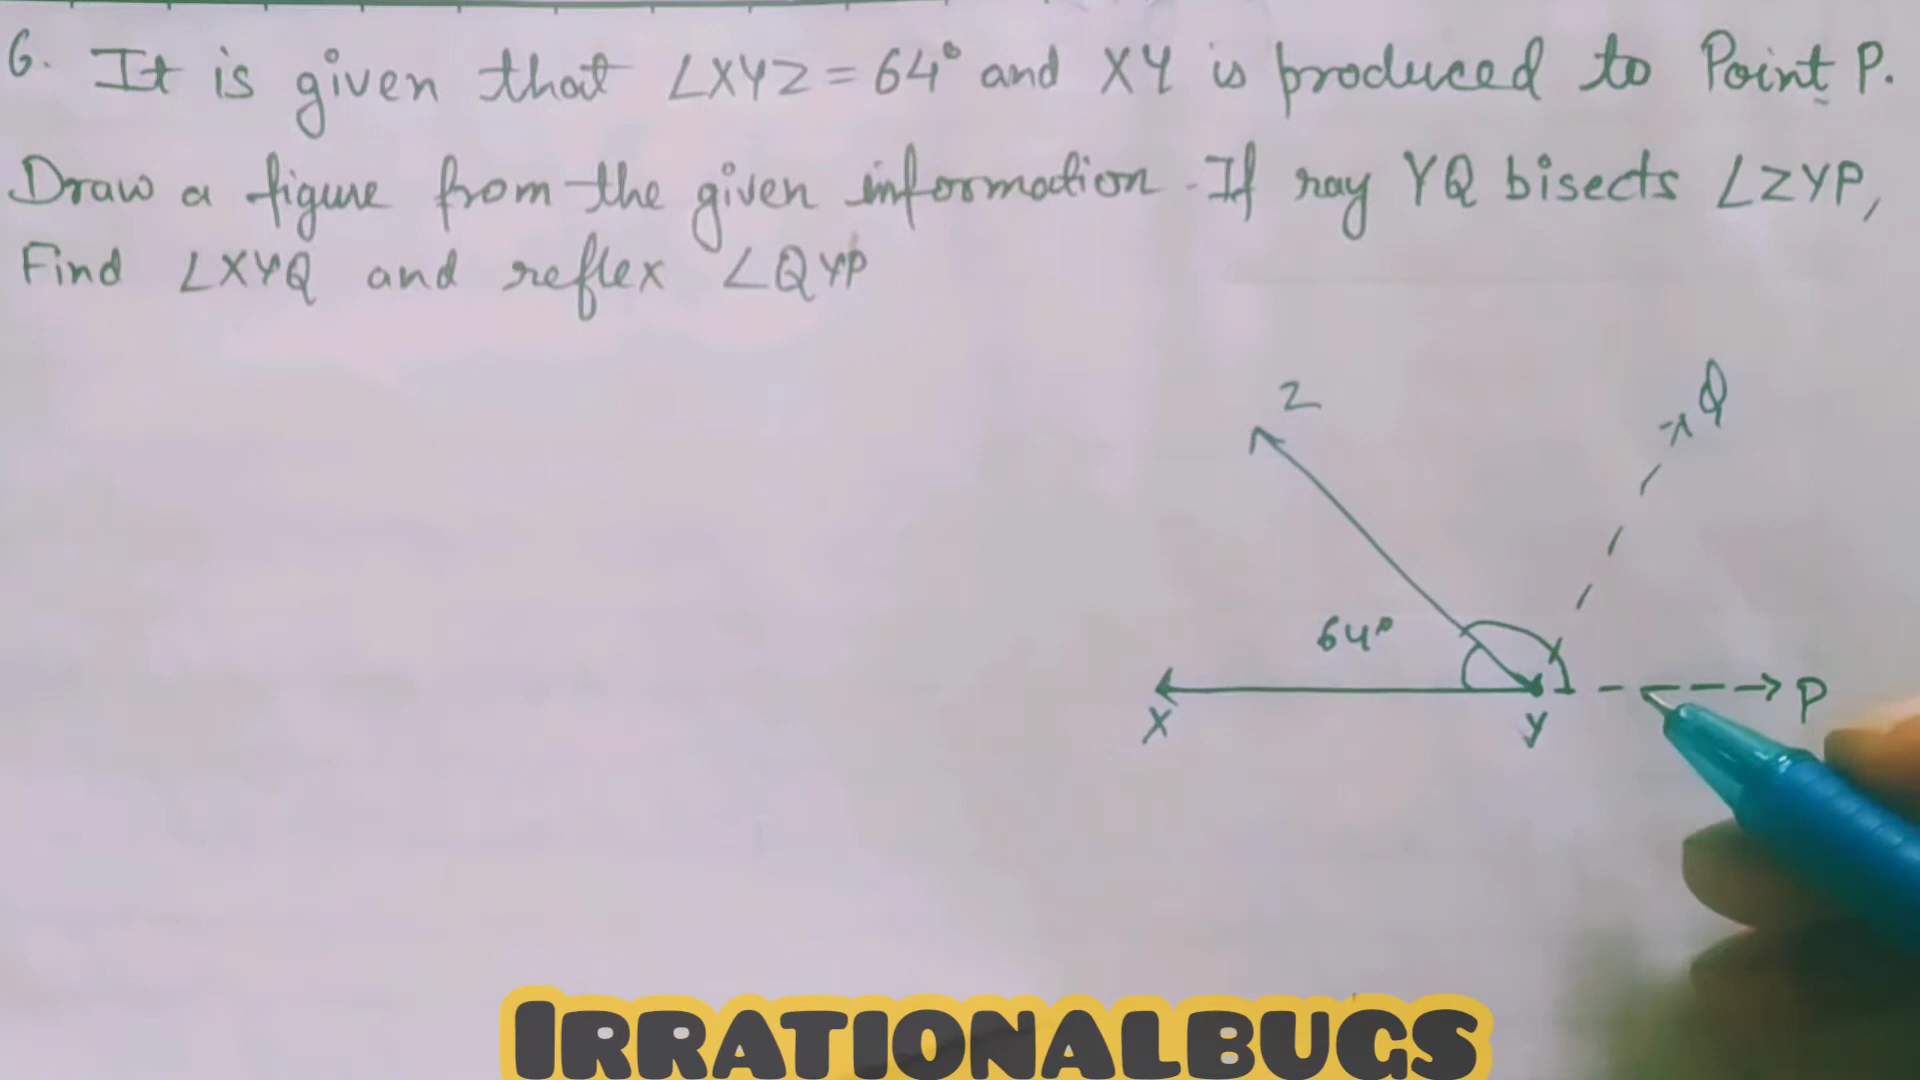 6. It is given that ∠XYZ = 64° and XY is produced to Point P.
Draw a figure from the given information. If ray YQ bisects ∠ZYP,
Find ∠XYQ and reflex ∠QYP
Z
Q
64°
X
Y
P
IRRATIONALBUGS